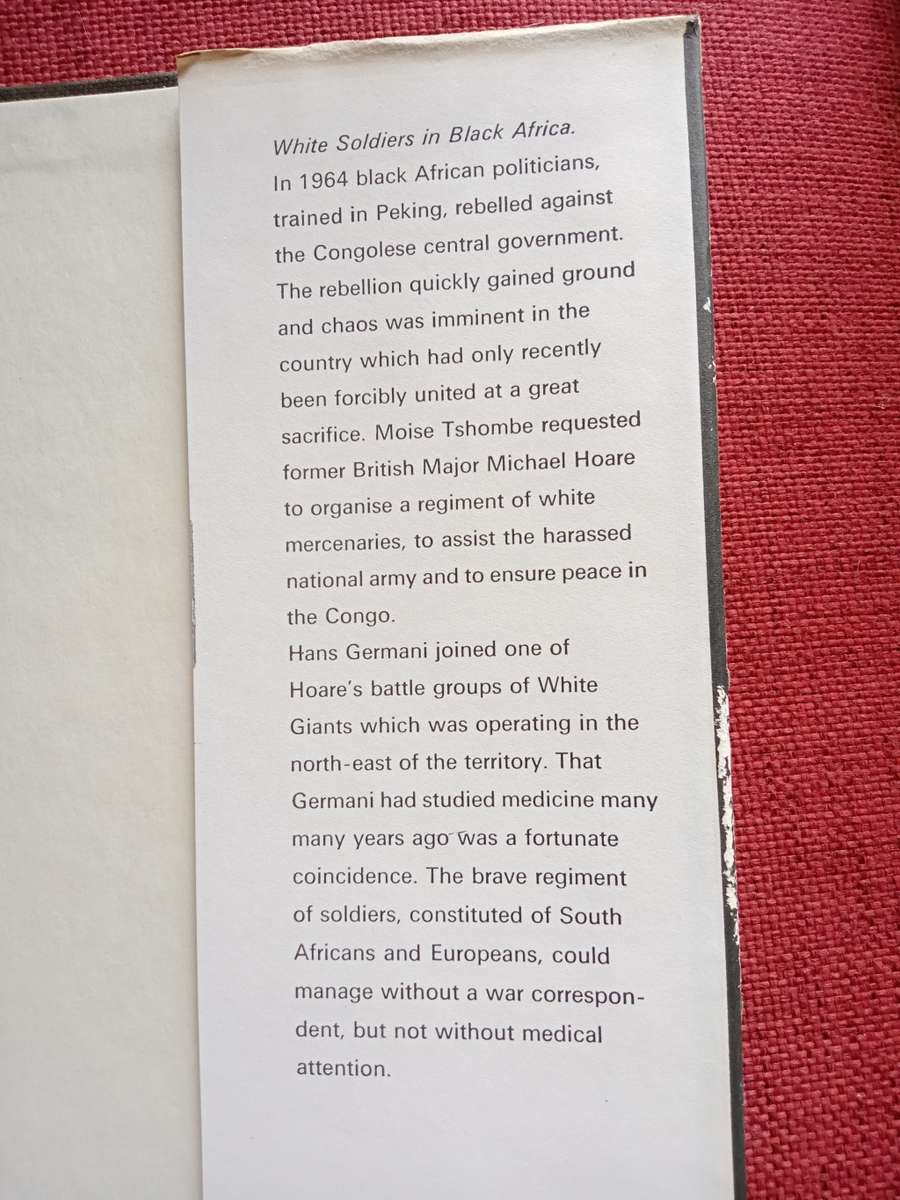 White Soldiers in Black Africa.
In 1964 black African politicians,
trained in Peking, rebelled against
the Congolese central government.
The rebellion quickly gained ground
and chaos was imminent in the
country which had only recently
been forcibly united at a great
sacrifice. Moise Tshombe requested
former British Major Michael Hoare
to organise a regiment of white
mercenaries, to assist the harassed
national army and to ensure peace in
the Congo.
Hans Germani joined one of
Hoare's battle groups of White
Giants which was operating in the
north-east of the territory. That
Germani had studied medicine many
many years ago was a fortunate
coincidence. The brave regiment
of soldiers, constituted of South
Africans and Europeans, could
manage without a war correspon-
dent, but not without medical
attention.